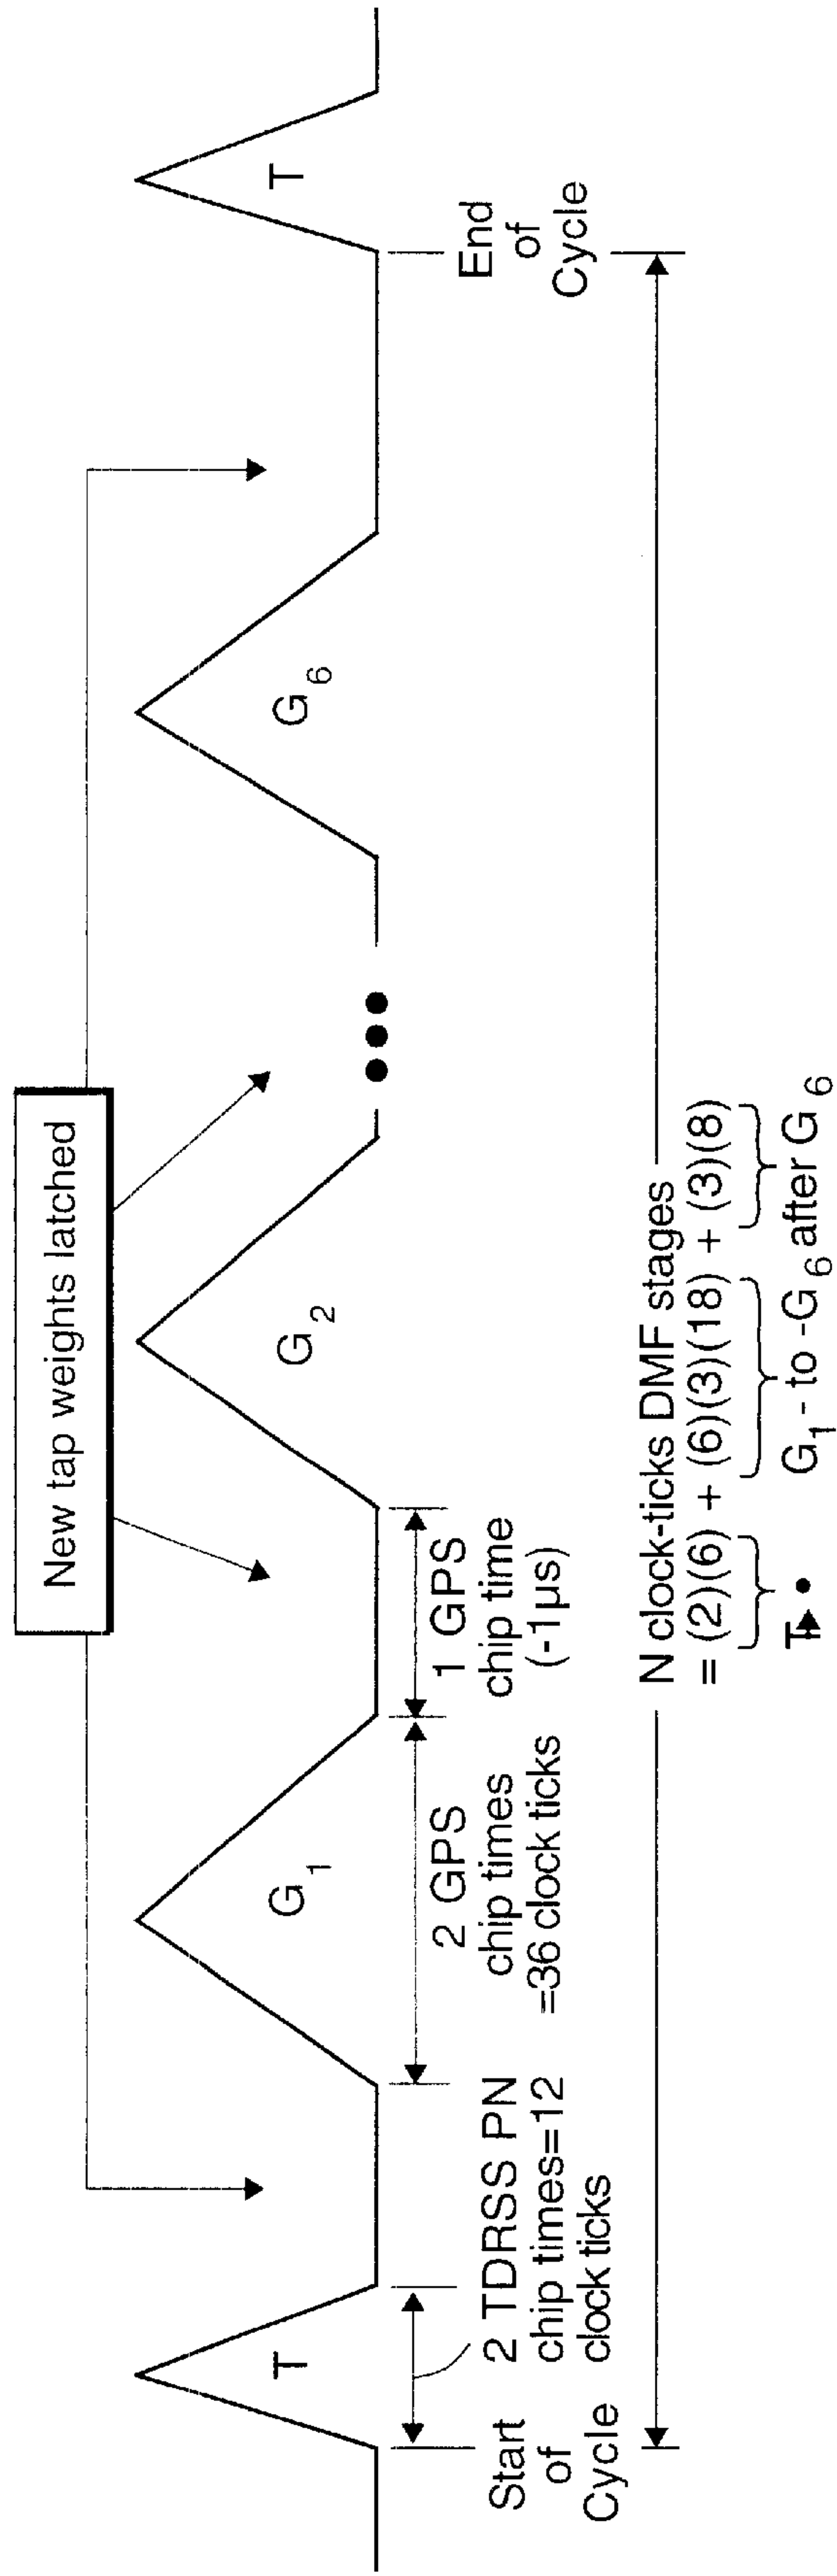 New tap weights latched
T
G1
G2
G6
T
Start
of
Cycle
2 TDRSS PN
chip times=12
clock ticks
2 GPS
chip times
=36 clock ticks
1 GPS
chip time
(-1µs)
End
of
Cycle
N clock-ticks DMF stages
= (2)(6) + (6)(3)(18) + (3)(8)
T
G1 - to -G6 after G6